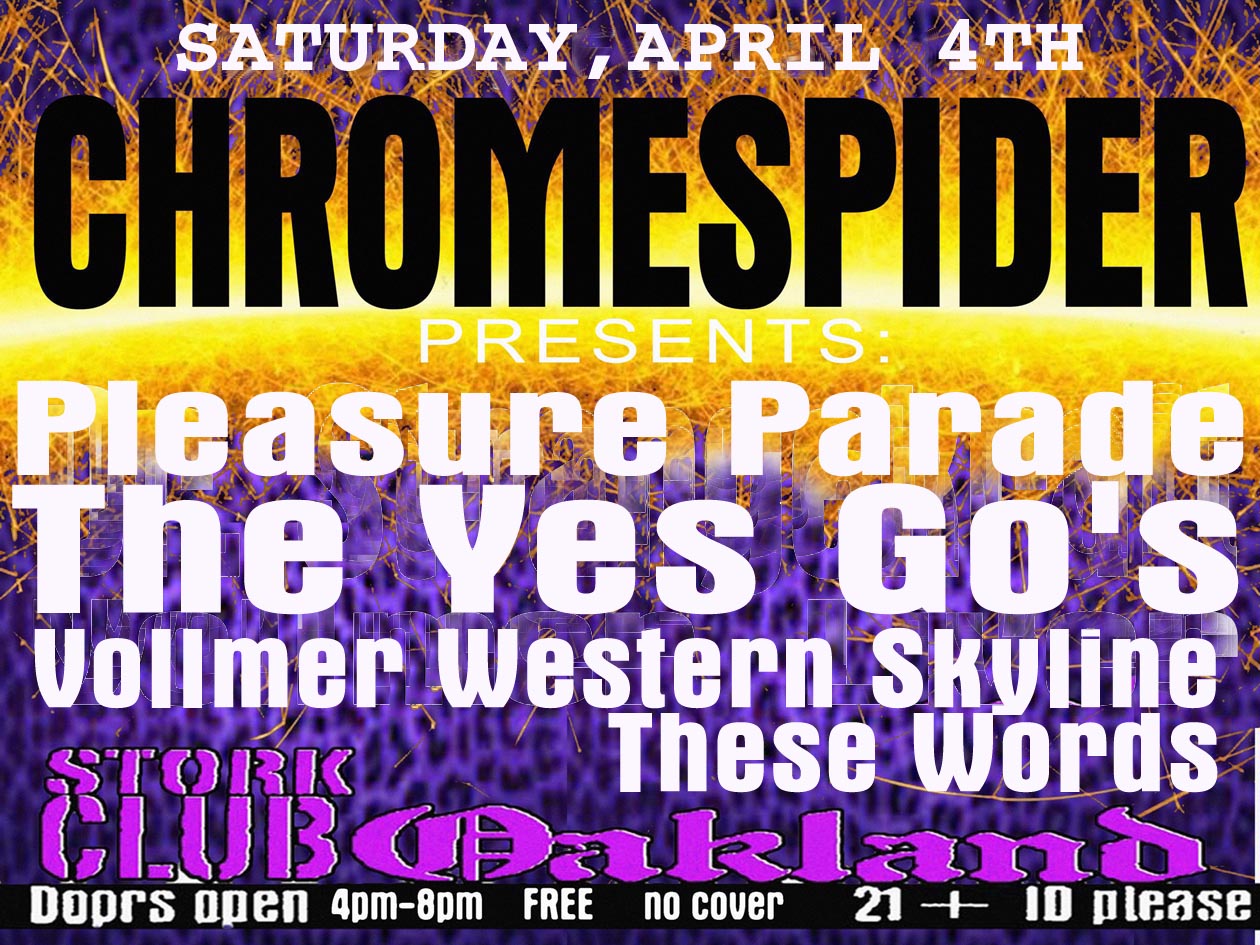 SATURDAY, APRIL 4TH
CHROMESPIDER
PRESENTS:
Pleasure Parade
The Yes Go's
Vollmer Western Skyline
These Words
STORK
CLUB Oakland
Doors open 4pm-8pm FREE no cover 21 + ID please